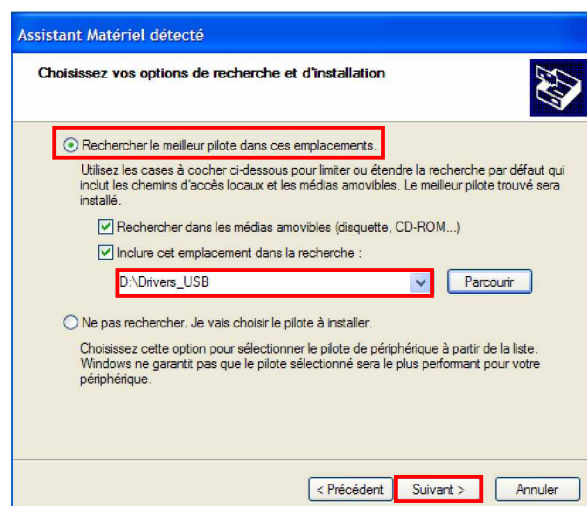 Assistant Matériel détecté
Choisissez vos options de recherche et d'installation
Rechercher le meilleur pilote dans ces emplacements.
Utilisez les cases à cocher ci-dessous pour limiter ou étendre la recherche par défaut qui
inclut les chemins d'accès locaux et les médias amovibles. Le meilleur pilote trouvé sera
installé.
Rechercher dans les médias amovibles (disquette, CD-ROM...)
Inclure cet emplacement dans la recherche :
D:\Drivers_USB
Parcourir
Ne pas rechercher. Je vais choisir le pilote à installer.
Choisissez cette option pour sélectionner le pilote de périphérique à partir de la liste.
Windows ne garantit pas que le pilote sélectionné sera le plus performant pour votre
périphérique.
< Précédent Suivant > Annuler